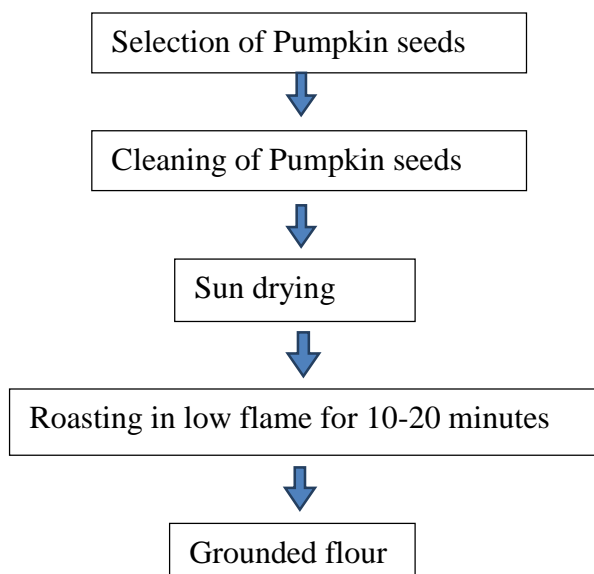 Selection of Pumpkin seeds
Cleaning of Pumpkin seeds
Sun drying
Roasting in low flame for 10-20 minutes
Grounded flour